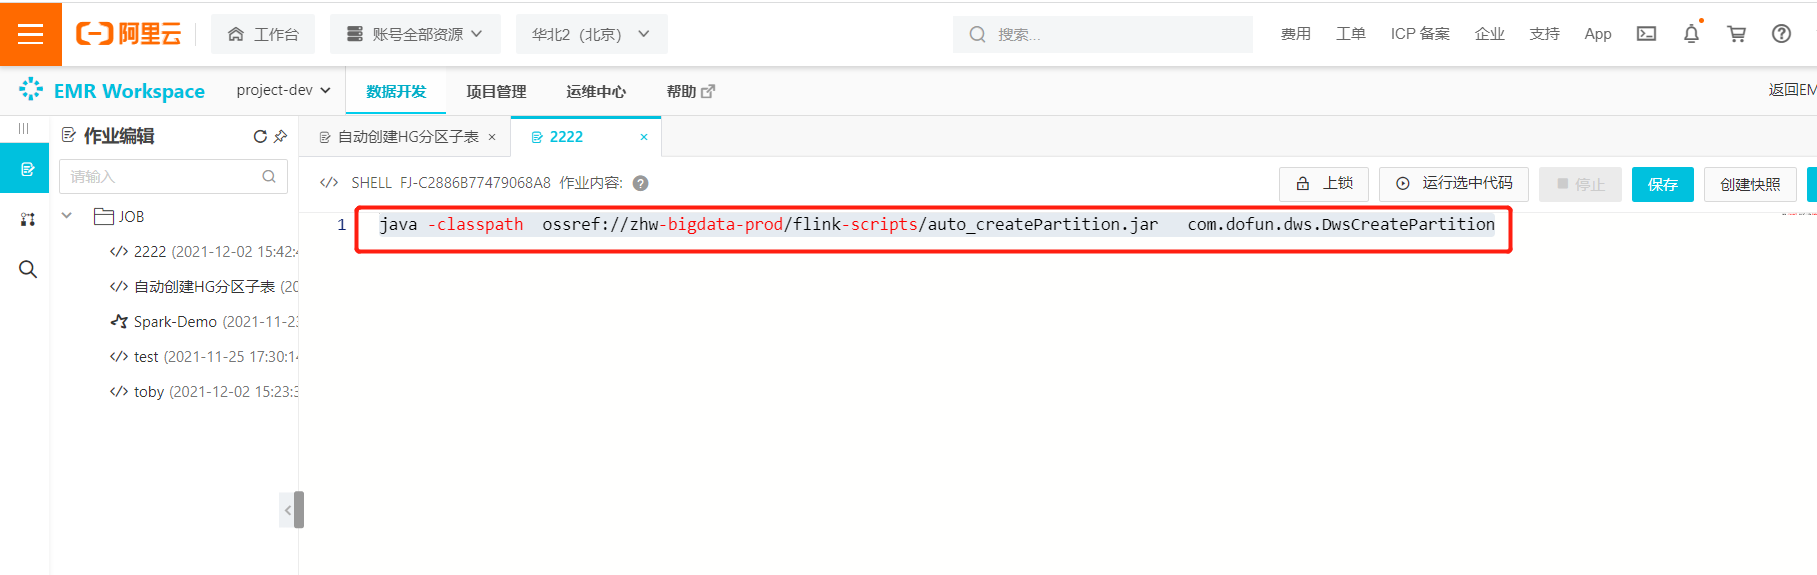 阿里云 工作台 账号全部资源 华北2（北京） 搜索... 费用 工单 ICP 备案 企业 支持 App
EMR Workspace project-dev 数据开发 项目管理 运维中心 帮助 返回EM
作业编辑
自动创建HG分区子表 × 2222 ×
请输入
</> SHELL FJ-C2886B77479068A8 作业内容: ? 上锁 运行选中代码 停止 保存 创建快照
1 java -classpath ossref://zhw-bigdata-prod/flink-scripts/auto_createPartition.jar com.dofun.dws.DwsCreatePartition
JOB
</> 2222 (2021-12-02 15:42:4
</> 自动创建HG分区子表 (20
Spark-Demo (2021-11-23
</> test (2021-11-25 17:30:14
</> toby (2021-12-02 15:23:3